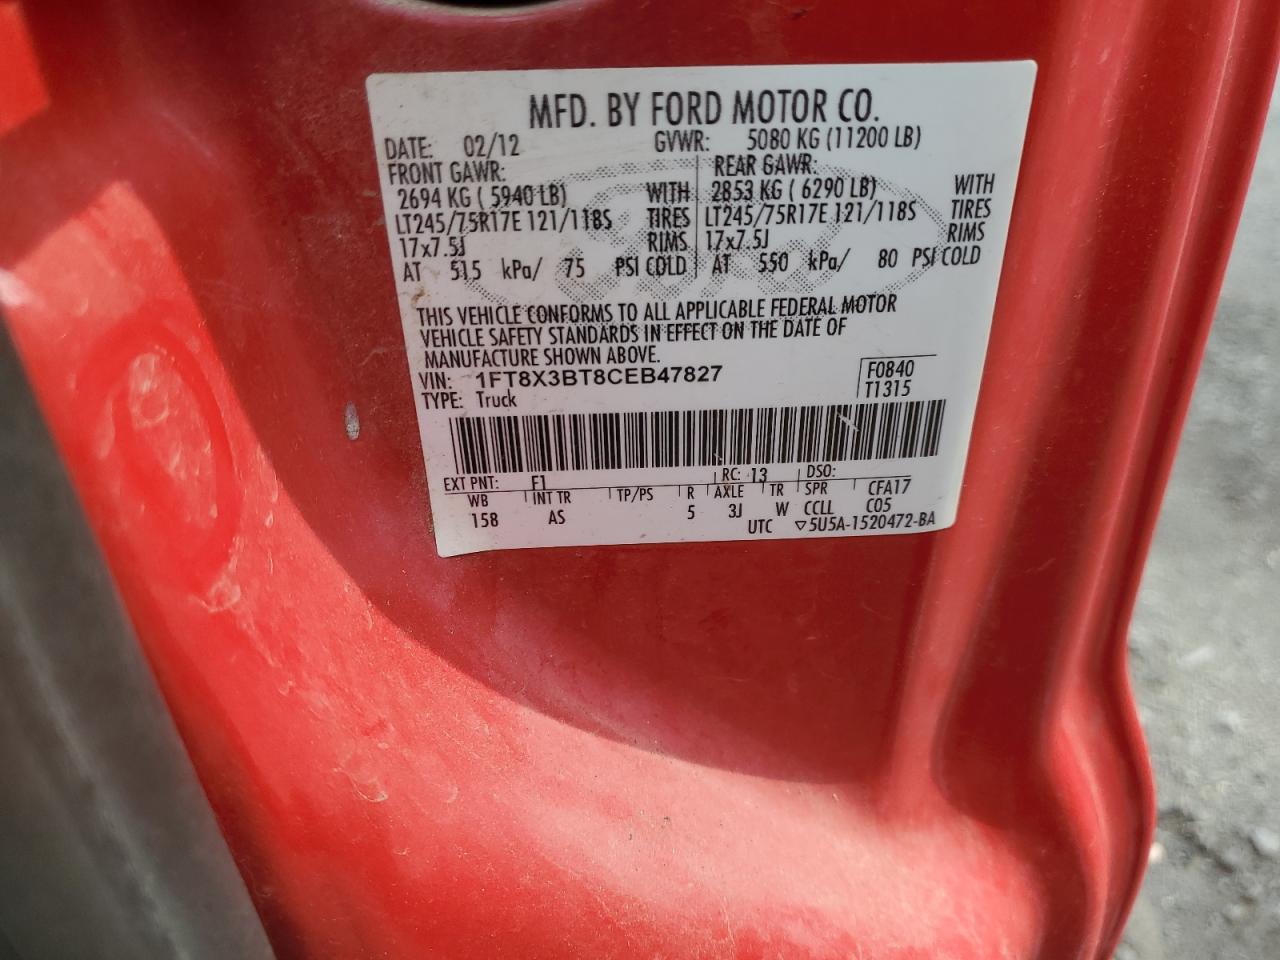 MFD. BY FORD MOTOR CO.
DATE: 02/12 GVWR: 5080 KG (11200 LB)
FRONT GAWR: REAR GAWR:
2694 KG ( 5940 LB) WITH 2853 KG ( 6290 LB) WITH
LT245/75R17E 121/118S TIRES LT245/75R17E 121/118S TIRES
17x7.5J RIMS 17x7.5J RIMS
AT 515 kPa/ 75 PSI COLD AT 550 kPa/ 80 PSI COLD
THIS VEHICLE CONFORMS TO ALL APPLICABLE FEDERAL MOTOR
VEHICLE SAFETY STANDARDS IN EFFECT ON THE DATE OF
MANUFACTURE SHOWN ABOVE.
VIN: 1FT8X3BT8CEB47827 F0840
TYPE: Truck T1315
EXT PNT: F1 RC: 13 DSO:
WB INT TR TP/PS R AXLE TR SPR CFA17
158 AS 5 3J W CCLL C05
UTC ▽5U5A-1520472-BA